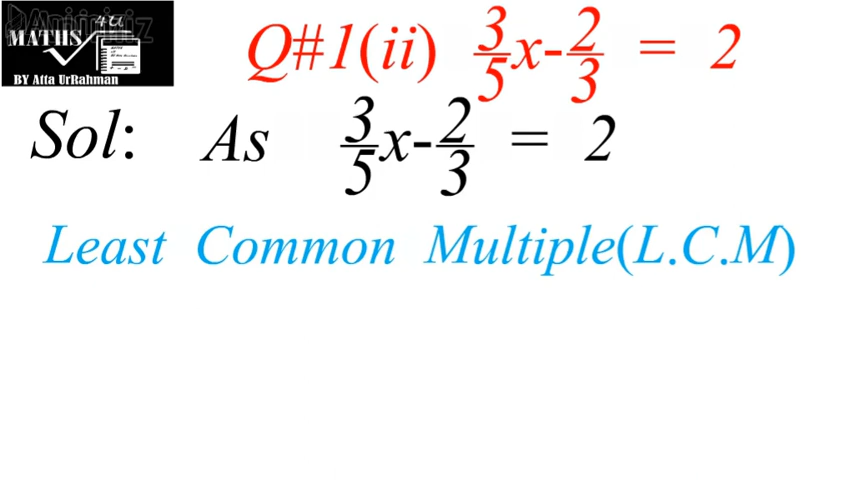 4U
MATHS
BY Atta UrRahman
Q#1(ii) 3/5x-2/3 = 2
Sol: As 3/5x-2/3 = 2
Least Common Multiple(L.C.M)